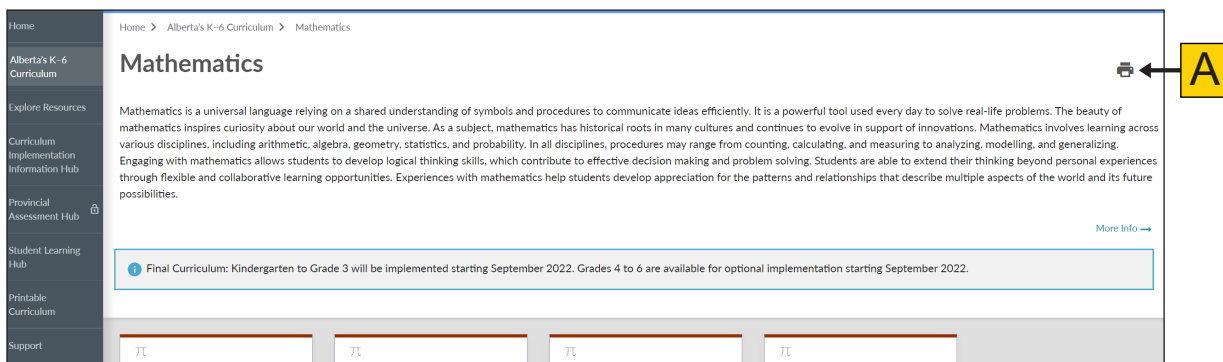 Home
Alberta's K–6
Curriculum
Explore Resources
Curriculum
Implementation
Information Hub
Provincial
Assessment Hub
Student Learning
Hub
Printable
Curriculum
Support
Home > Alberta's K–6 Curriculum > Mathematics
Mathematics
A
Mathematics is a universal language relying on a shared understanding of symbols and procedures to communicate ideas efficiently. It is a powerful tool used every day to solve real-life problems. The beauty of
mathematics inspires curiosity about our world and the universe. As a subject, mathematics has historical roots in many cultures and continues to evolve in support of innovations. Mathematics involves learning across
various disciplines, including arithmetic, algebra, geometry, statistics, and probability. In all disciplines, procedures may range from counting, calculating, and measuring to analyzing, modelling, and generalizing.
Engaging with mathematics allows students to develop logical thinking skills, which contribute to effective decision making and problem solving. Students are able to extend their thinking beyond personal experiences
through flexible and collaborative learning opportunities. Experiences with mathematics help students develop appreciation for the patterns and relationships that describe multiple aspects of the world and its future
possibilities.
More Info →
Final Curriculum: Kindergarten to Grade 3 will be implemented starting September 2022. Grades 4 to 6 are available for optional implementation starting September 2022.
π π π π